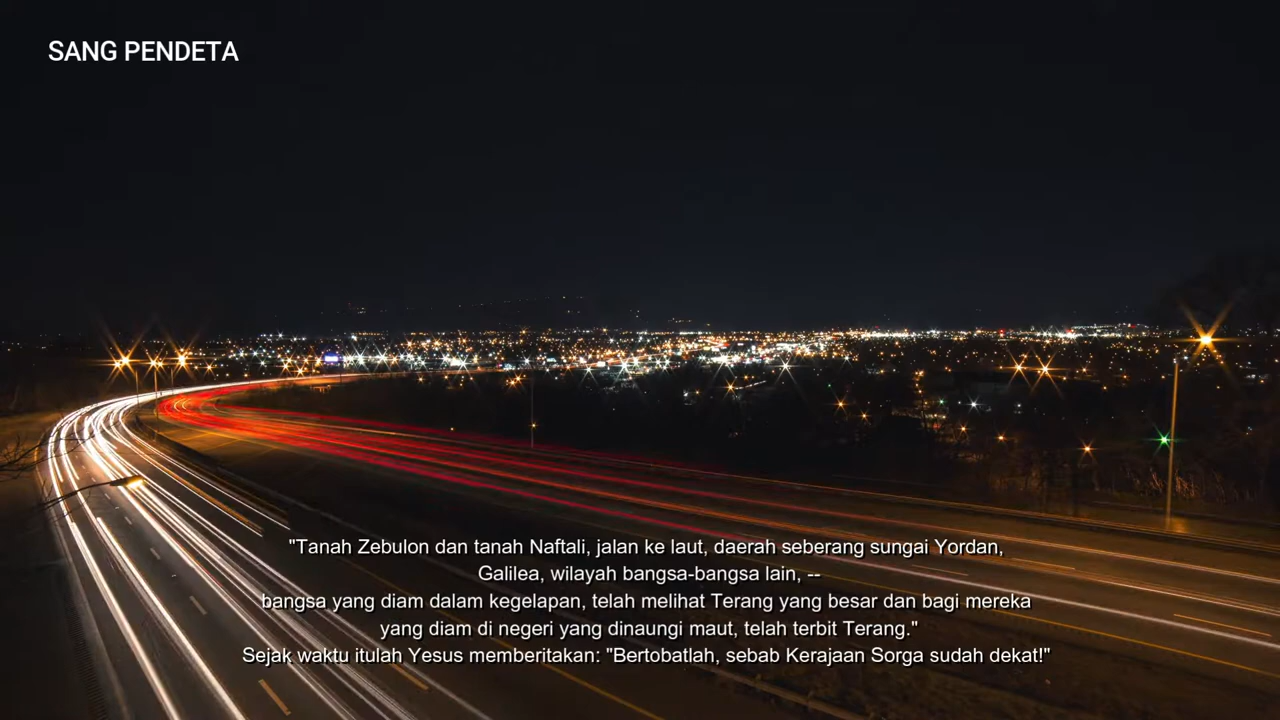 SANG PENDETA
"Tanah Zebulon dan tanah Naftali, jalan ke laut, daerah seberang sungai Yordan,
Galilea, wilayah bangsa-bangsa lain, --
bangsa yang diam dalam kegelapan, telah melihat Terang yang besar dan bagi mereka
yang diam di negeri yang dinaungi maut, telah terbit Terang."
Sejak waktu itulah Yesus memberitakan: "Bertobatlah, sebab Kerajaan Sorga sudah dekat!"